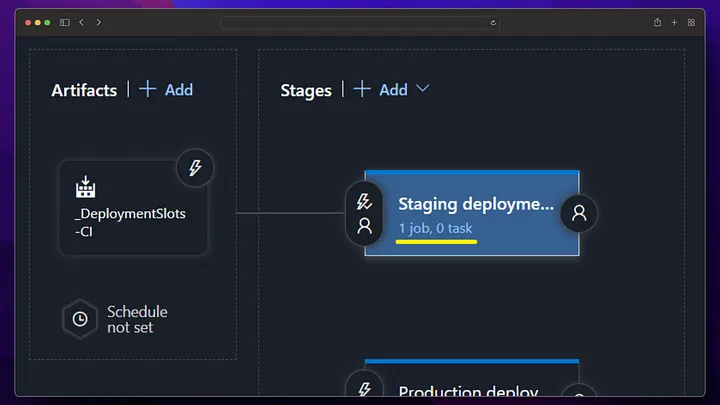 Artifacts | + Add
Stages | + Add
_DeploymentSlots
-CI
Staging deployme...
1 job, 0 task
Schedule
not set
Production deploy